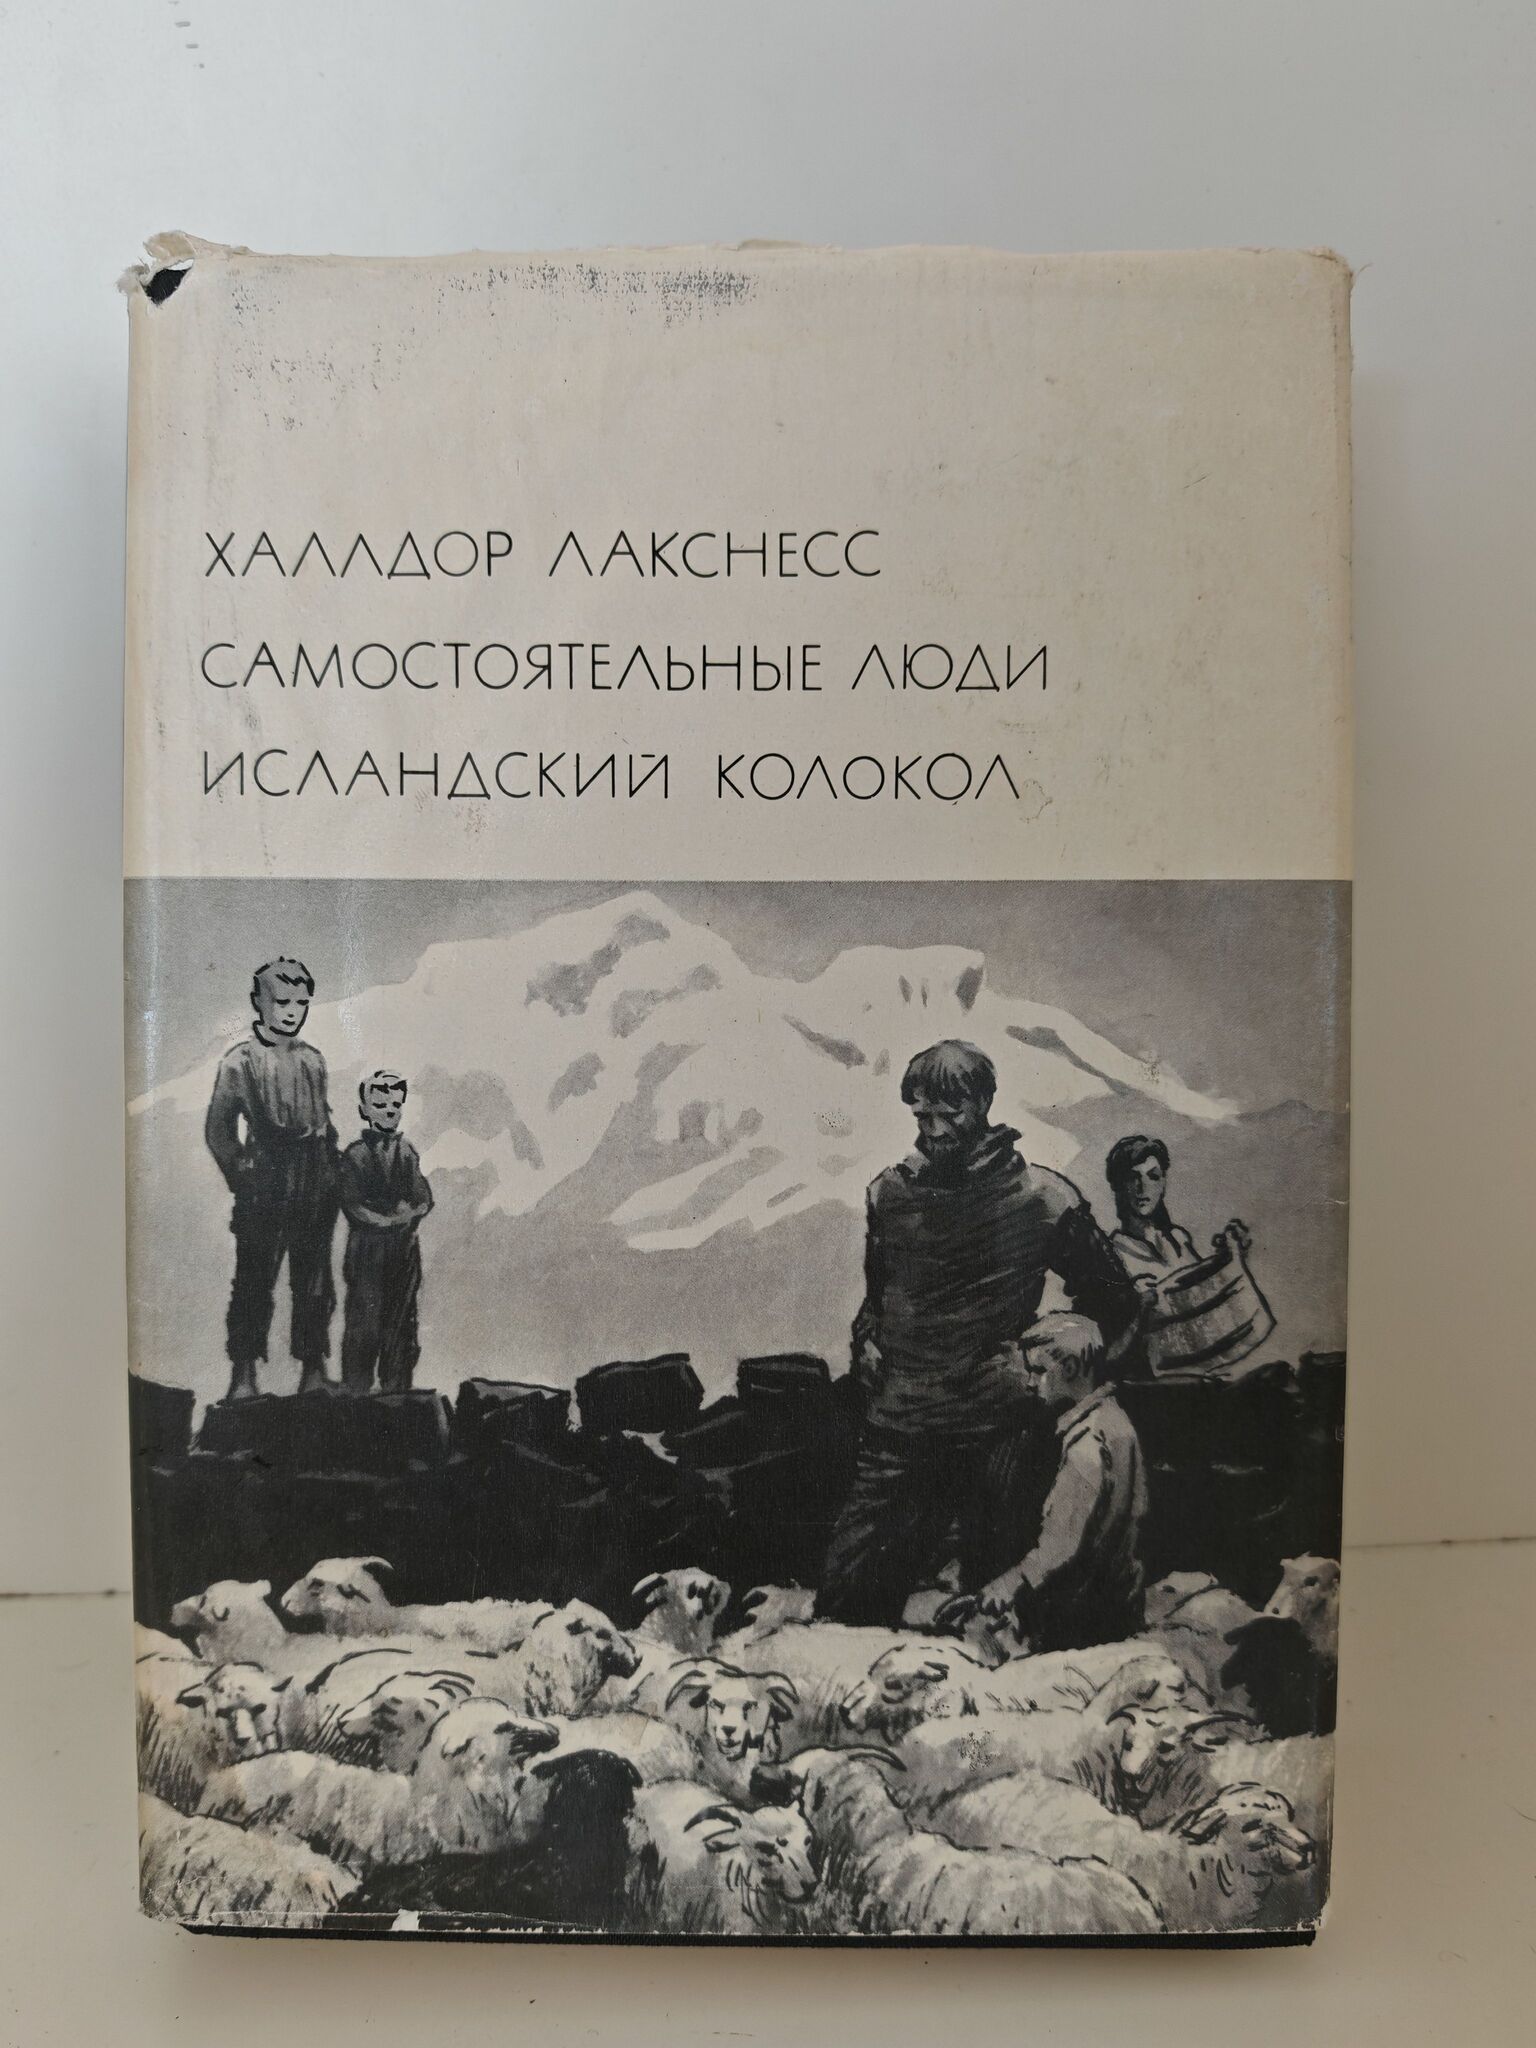 ХАЛЛДОР ЛАКСНЕСС
САМОСТОЯТЕЛЬНЫЕ ЛЮДИ
ИСЛАНДСКИЙ КОЛОКОЛ